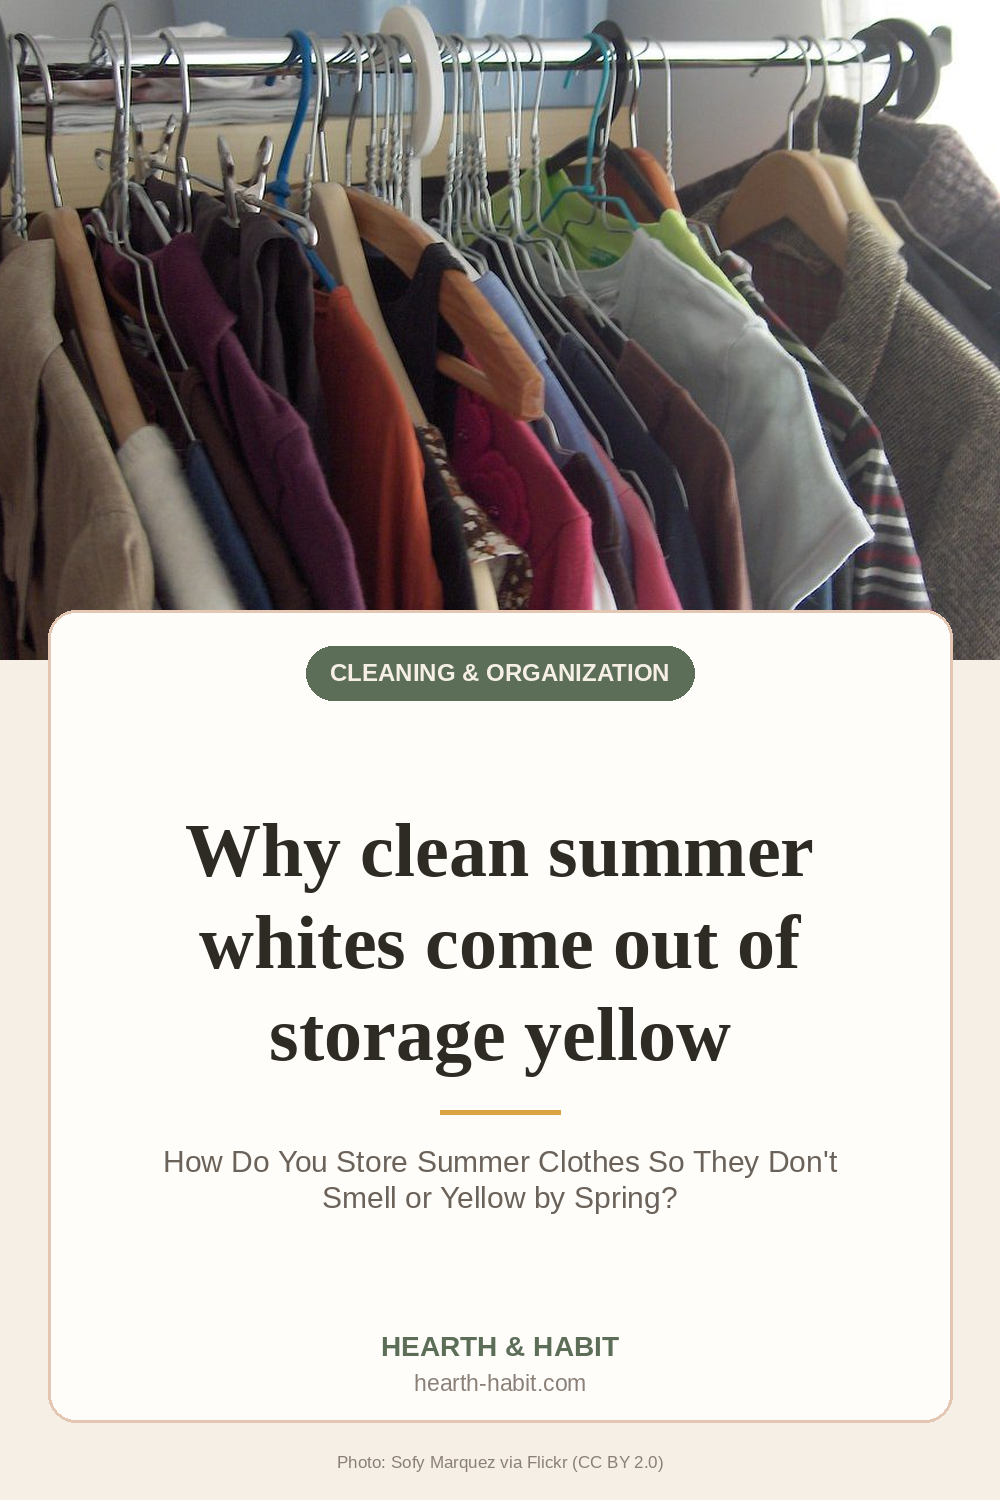 CLEANING & ORGANIZATION
Why clean summer
whites come out of
storage yellow
How Do You Store Summer Clothes So They Don't
Smell or Yellow by Spring?
HEARTH & HABIT
hearth-habit.com
Photo: Sofy Marquez via Flickr (CC BY 2.0)